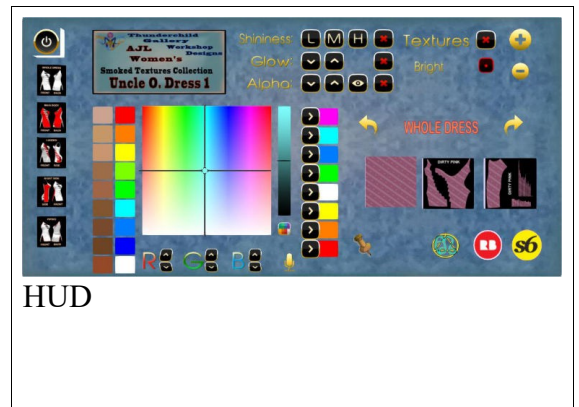 Thunderchild
Gallery
AJL Workshop
Designs
Women's
Smoked Textures Collection
Uncle O. Dress 1
Shininess: L M H
Textures
Glow:
Bright:
Alpha:
WHOLE DRESS
DIRTY PINK
DIRTY PINK
R G B
RB
s6
HUD